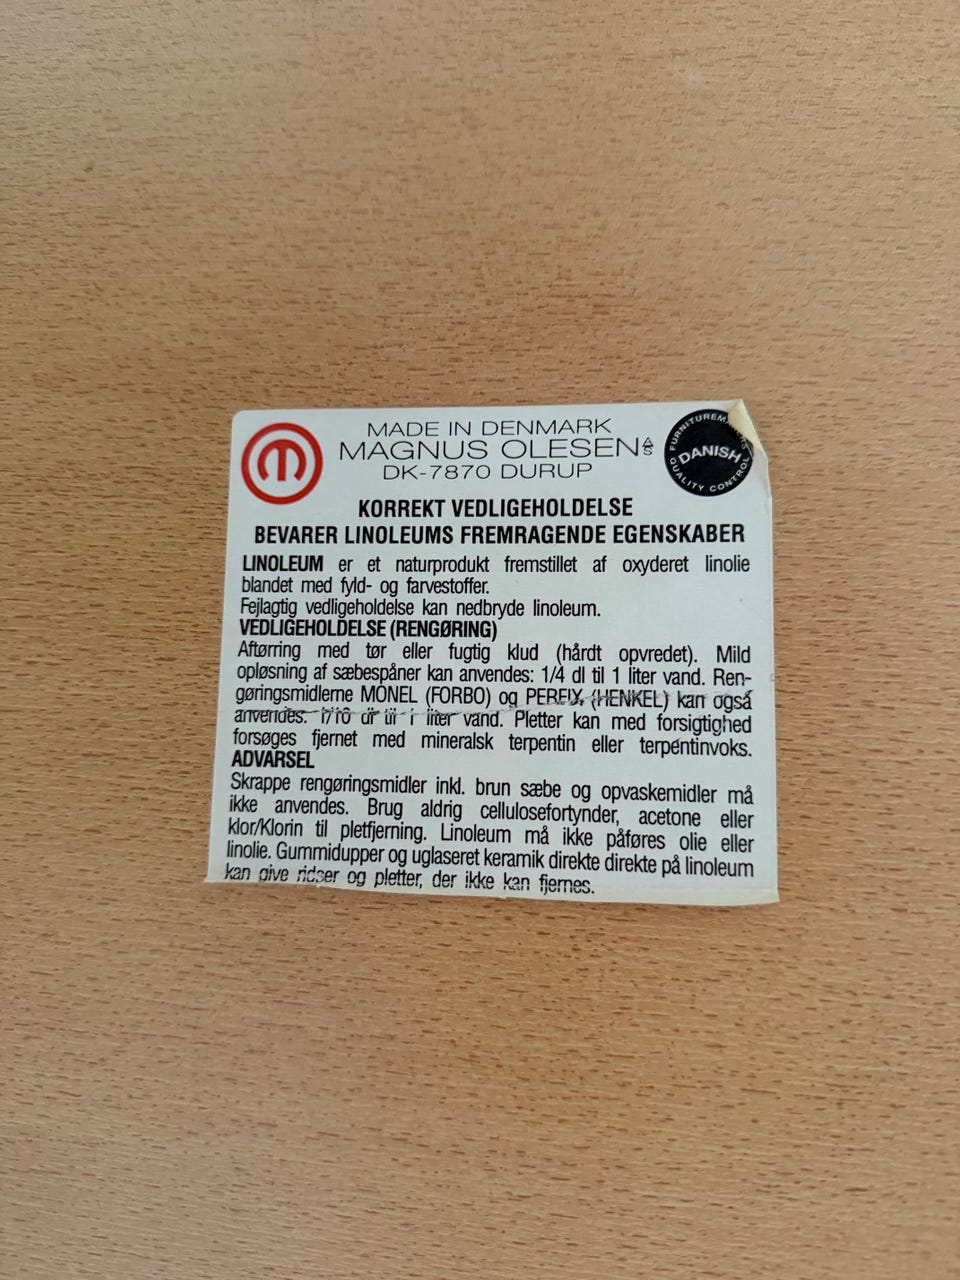 MADE IN DENMARK
MAGNUS OLESEN A/S
DK-7870 DURUP
FURNITUREMAKERS
DANISH
QUALITY CONTROL
KORREKT VEDLIGEHOLDELSE
BEVARER LINOLEUMS FREMRAGENDE EGENSKABER
LINOLEUM er et naturprodukt fremstillet af oxyderet linolie
blandet med fyld- og farvestoffer.
Fejlagtig vedligeholdelse kan nedbryde linoleum.
VEDLIGEHOLDELSE (RENGØRING)
Aftørring med tør eller fugtig klud (hårdt opvredet). Mild
opløsning af sæbespåner kan anvendes: 1/4 dl til 1 liter vand. Ren-
gøringsmidlerne MONEL (FORBO) og (HENKEL) kan også
anvendes: 1/10 dl til 1 liter vand. Pletter kan med forsigtighed
forsøges fjernet med mineralsk terpentin eller terpentinvoks.
ADVARSEL
Skrappe rengøringsmidler inkl. brun sæbe og opvaskemidler må
ikke anvendes. Brug aldrig cellulosefortynder, acetone eller
klor/Klorin til pletfjerning. Linoleum må ikke påføres olie eller
linolie. Gummidupper og uglaseret keramik direkte direkte på linoleum
kan give ridser og pletter, der ikke kan fjernes.